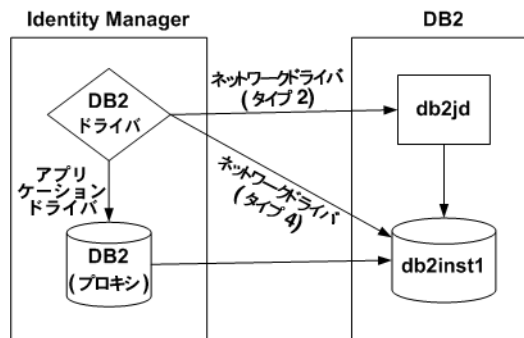 Identity Manager
DB2
DB2
ドライバ
ネットワークドライバ
(タイプ 2)
db2jd
アプリ
ケーション
ドライバ
ネットワークドライバ
(タイプ 4)
DB2
(プロキシ)
db2inst1